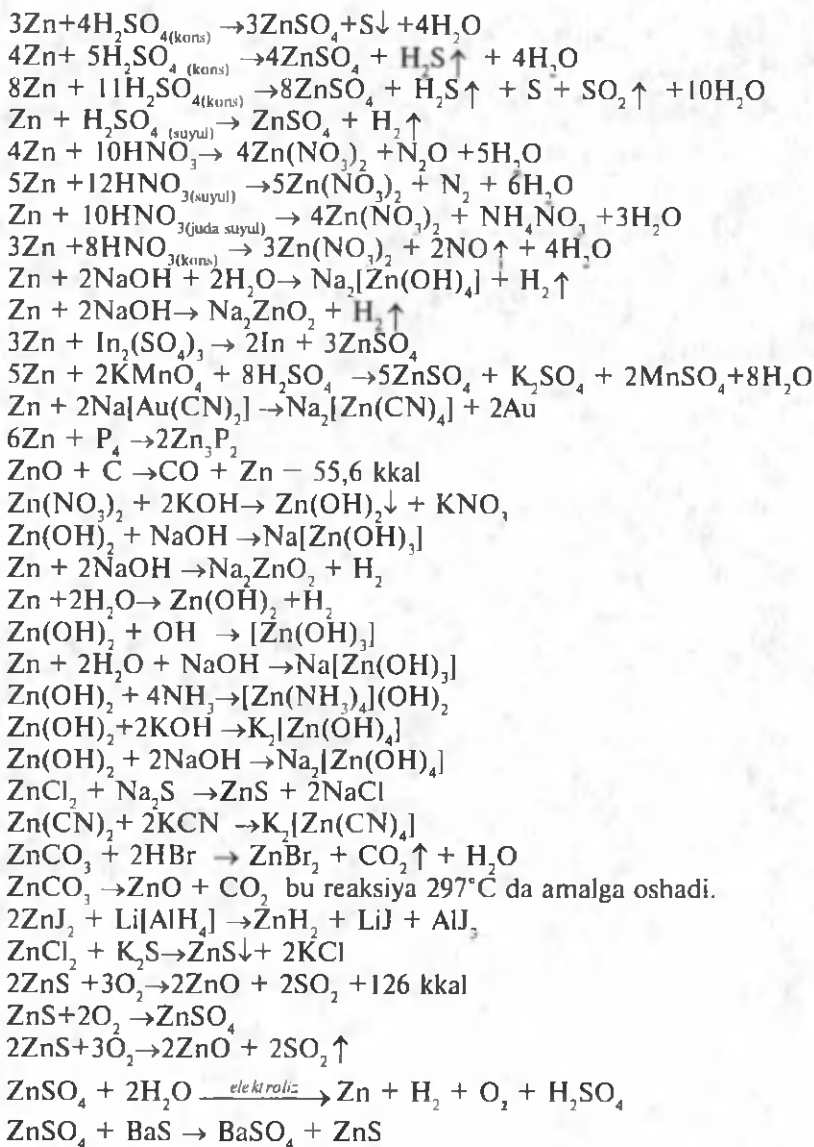 3Zn+4H₂SO₄₍ₖₒₙₛ₎ →3ZnSO₄+S↓ +4H₂O
4Zn+ 5H₂SO₄ ₍ₖₒₙₛ₎→4ZnSO₄ + H₂S↑ + 4H₂O
8Zn + 11H₂SO₄₍ₖₒₙₛ₎→8ZnSO₄ + H₂S↑ + S + SO₂↑ +10H₂O
Zn + H₂SO₄ (suyul)→ ZnSO₄ + H₂↑
4Zn + 10HNO₃→ 4Zn(NO₃)₂ +N₂O +5H₂O
5Zn +12HNO₃(suyul) →5Zn(NO₃)₂ + N₂ + 6H₂O
Zn + 10HNO₃(juda suyul) → 4Zn(NO₃)₂ + NH₄NO₃ +3H₂O
3Zn +8HNO₃₍ₖₒₙₛ₎→ 3Zn(NO₃)₂ + 2NO↑ + 4H₂O
Zn + 2NaOH + 2H₂O→ Na₂[Zn(OH)₄] + H₂↑
Zn + 2NaOH→ Na₂ZnO₂ + H₂↑
3Zn + In₂(SO₄)₃ → 2In + 3ZnSO₄
5Zn + 2KMnO₄ + 8H₂SO₄ →5ZnSO₄ + K₂SO₄ + 2MnSO₄+8H₂O
Zn + 2Na[Au(CN)₂] →Na₂[Zn(CN)₄] + 2Au
6Zn + P₄ →2Zn₃P₂
ZnO + C →CO + Zn − 55,6 kkal
Zn(NO₃)₂ + 2KOH→ Zn(OH)₂↓ + KNO₃
Zn(OH)₂ + NaOH →Na[Zn(OH)₃]
Zn + 2NaOH →Na₂ZnO₂ + H₂
Zn +2H₂O→ Zn(OH)₂ +H₂
Zn(OH)₂ + OH → [Zn(OH)₃]
Zn + 2H₂O + NaOH →Na[Zn(OH)₃]
Zn(OH)₂ + 4NH₃→[Zn(NH₃)₄](OH)₂
Zn(OH)₂+2KOH →K₂[Zn(OH)₄]
Zn(OH)₂ + 2NaOH →Na₂[Zn(OH)₄]
ZnCl₂ + Na₂S →ZnS + 2NaCl
Zn(CN)₂+ 2KCN →K₂[Zn(CN)₄]
ZnCO₃ + 2HBr → ZnBr₂ + CO₂↑ + H₂O
ZnCO₃ →ZnO + CO₂ bu reaksiya 297°C da amalga oshadi.
2ZnJ₂ + Li[AlH₄] →ZnH₂ + LiJ + AlJ₃
ZnCl₂ + K₂S→ZnS↓+ 2KCl
2ZnS +3O₂→2ZnO + 2SO₂ +126 kkal
ZnS+2O₂ →ZnSO₄
2ZnS+3O₂→2ZnO + 2SO₂↑
ZnSO₄ + 2H₂O elektroliz→ Zn + H₂ + O₂ + H₂SO₄
ZnSO₄ + BaS → BaSO₄ + ZnS